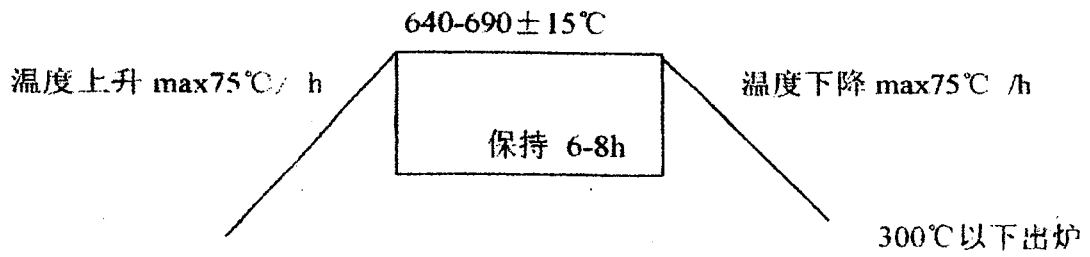 640-690±15℃
温度上升 max75℃/ h
温度下降 max75℃ /h
保持 6-8h
300℃以下出炉